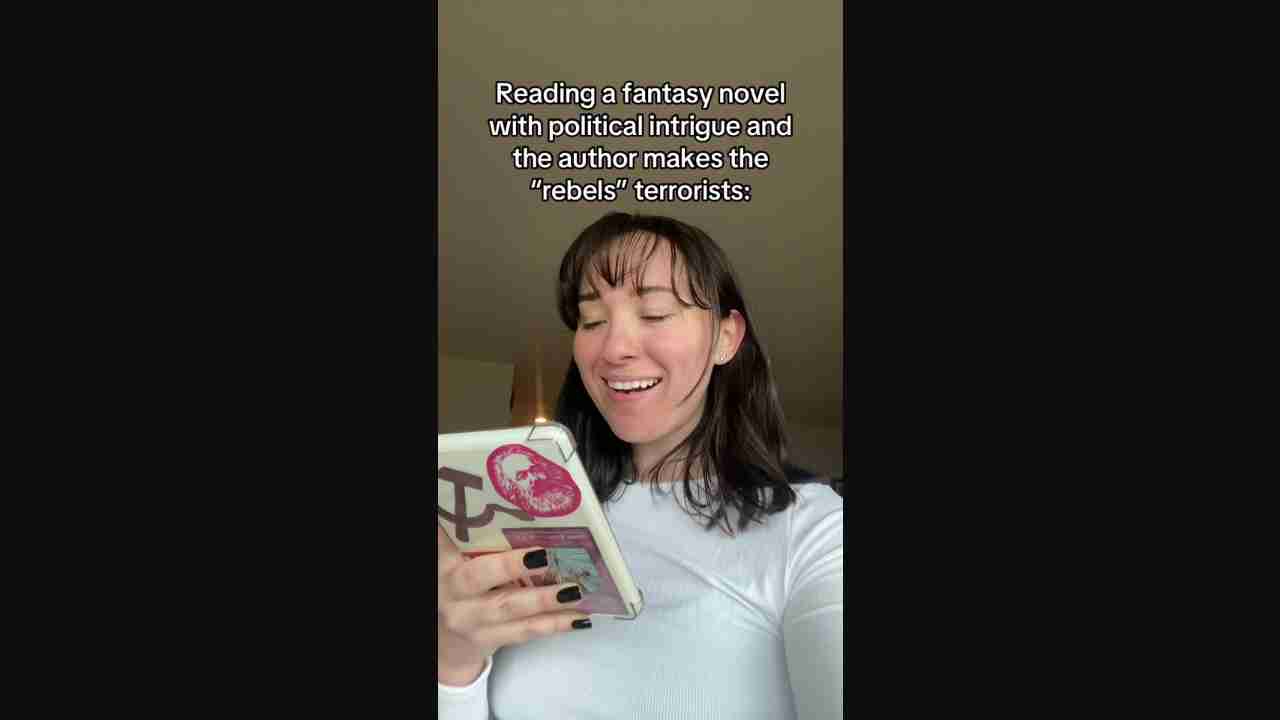 Reading a fantasy novel
with political intrigue and
the author makes the
“rebels” terrorists: